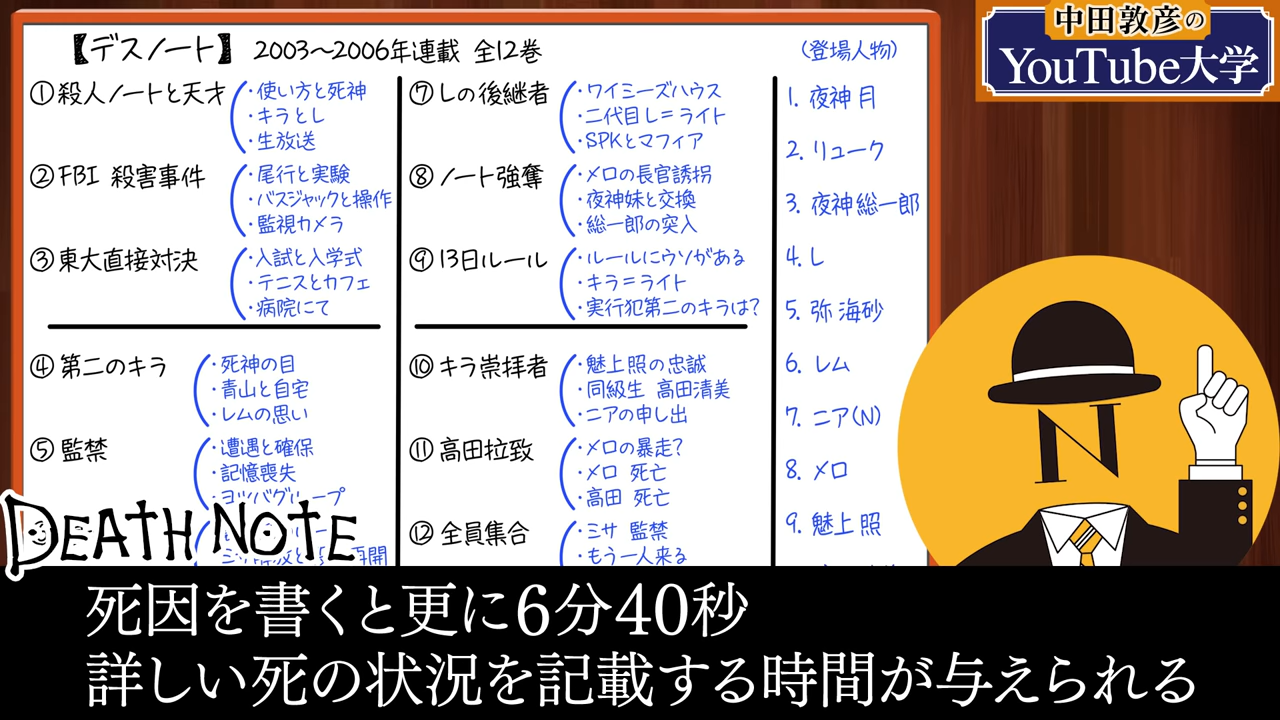 【デスノート】 2003〜2006年連載 全12巻
①殺人ノートと天才
・使い方と死神
・キラとL
・生放送
②FBI 殺害事件
・尾行と実験
・バスジャックと操作
・監視カメラ
③東大直接対決
・入試と入学式
・テニスとカフェ
・病院にて
④第二のキラ
・死神の目
・青山と自宅
・レムの思い
⑤監禁
・遭遇と確保
・記憶喪失
・ヨツバグループ
⑦Lの後継者
・ワイミーズハウス
・二代目L=ライト
・SPKとマフィア
⑧ノート強奪
・メロの長官誘拐
・夜神妹と交換
・総一郎の突入
⑨13日ルール
・ルールにウソがある
・キラ=ライト
・実行犯第二のキラは?
⑩キラ崇拝者
・魅上照の忠誠
・同級生 高田清美
・ニアの申し出
⑪高田拉致
・メロの暴走?
・メロ 死亡
・高田 死亡
⑫全員集合
・ミサ 監禁
・もう一人来る
(登場人物)
1. 夜神月
2. リューク
3. 夜神総一郎
4. L
5. 弥海砂
6. レム
7. ニア(N)
8. メロ
9. 魅上照
中田敦彦の
YouTube大学
N
DEATH NOTE
死因を書くと更に6分40秒
詳しい死の状況を記載する時間が与えられる